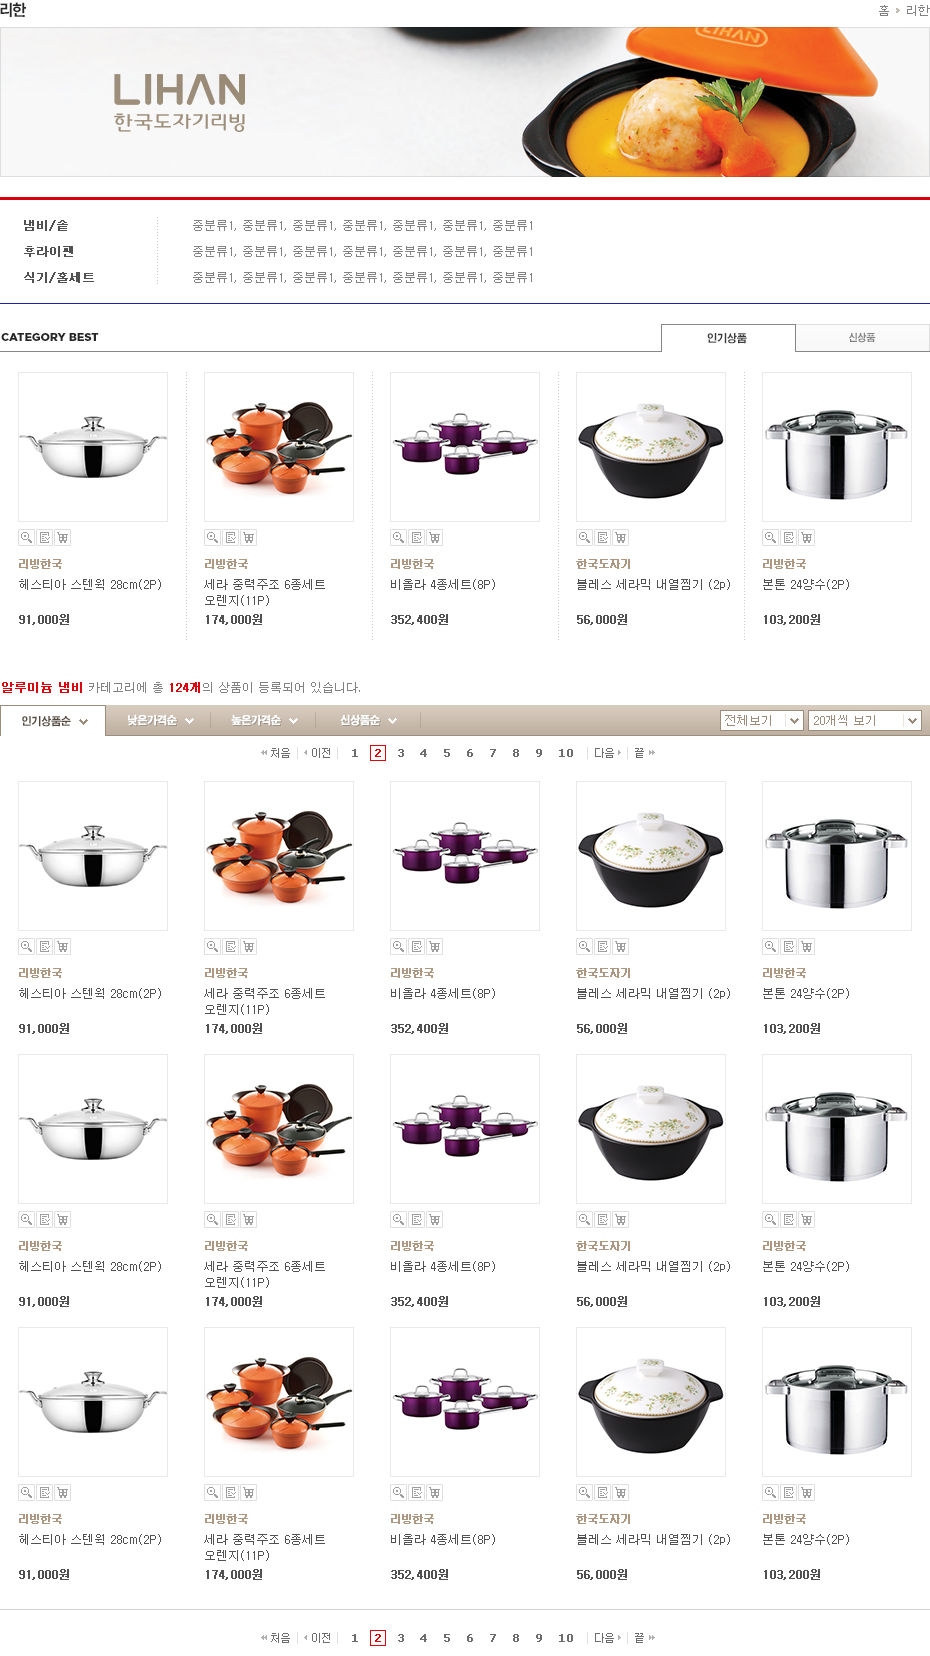 리한
홈 리한
LIHAN
한국도자기리빙
냄비/솥 중분류1, 중분류1, 중분류1, 중분류1, 중분류1, 중분류1, 중분류1
후라이팬 중분류1, 중분류1, 중분류1, 중분류1, 중분류1, 중분류1, 중분류1
식기/홈세트 중분류1, 중분류1, 중분류1, 중분류1, 중분류1, 중분류1, 중분류1
CATEGORY BEST 인기상품 신상품
리빙한국 리빙한국 리빙한국 한국도자기 리빙한국
헤스티아 스텐웍 28cm(2P) 세라 중력주조 6종세트 비올라 4종세트(8P) 블레스 세라믹 내열찜기 (2p) 본톤 24양수(2P)
오렌지(11P)
91,000원 174,000원 352,400원 56,000원 103,200원
알루미늄 냄비 카테고리에 총 124개의 상품이 등록되어 있습니다.
인기상품순 낮은가격순 높은가격순 신상품순 전체보기 20개씩 보기
처음 이전 1 2 3 4 5 6 7 8 9 10 다음 끝
리빙한국 리빙한국 리빙한국 한국도자기 리빙한국
헤스티아 스텐웍 28cm(2P) 세라 중력주조 6종세트 비올라 4종세트(8P) 블레스 세라믹 내열찜기 (2p) 본톤 24양수(2P)
오렌지(11P)
91,000원 174,000원 352,400원 56,000원 103,200원
리빙한국 리빙한국 리빙한국 한국도자기 리빙한국
헤스티아 스텐웍 28cm(2P) 세라 중력주조 6종세트 비올라 4종세트(8P) 블레스 세라믹 내열찜기 (2p) 본톤 24양수(2P)
오렌지(11P)
91,000원 174,000원 352,400원 56,000원 103,200원
리빙한국 리빙한국 리빙한국 한국도자기 리빙한국
헤스티아 스텐웍 28cm(2P) 세라 중력주조 6종세트 비올라 4종세트(8P) 블레스 세라믹 내열찜기 (2p) 본톤 24양수(2P)
오렌지(11P)
91,000원 174,000원 352,400원 56,000원 103,200원
처음 이전 1 2 3 4 5 6 7 8 9 10 다음 끝